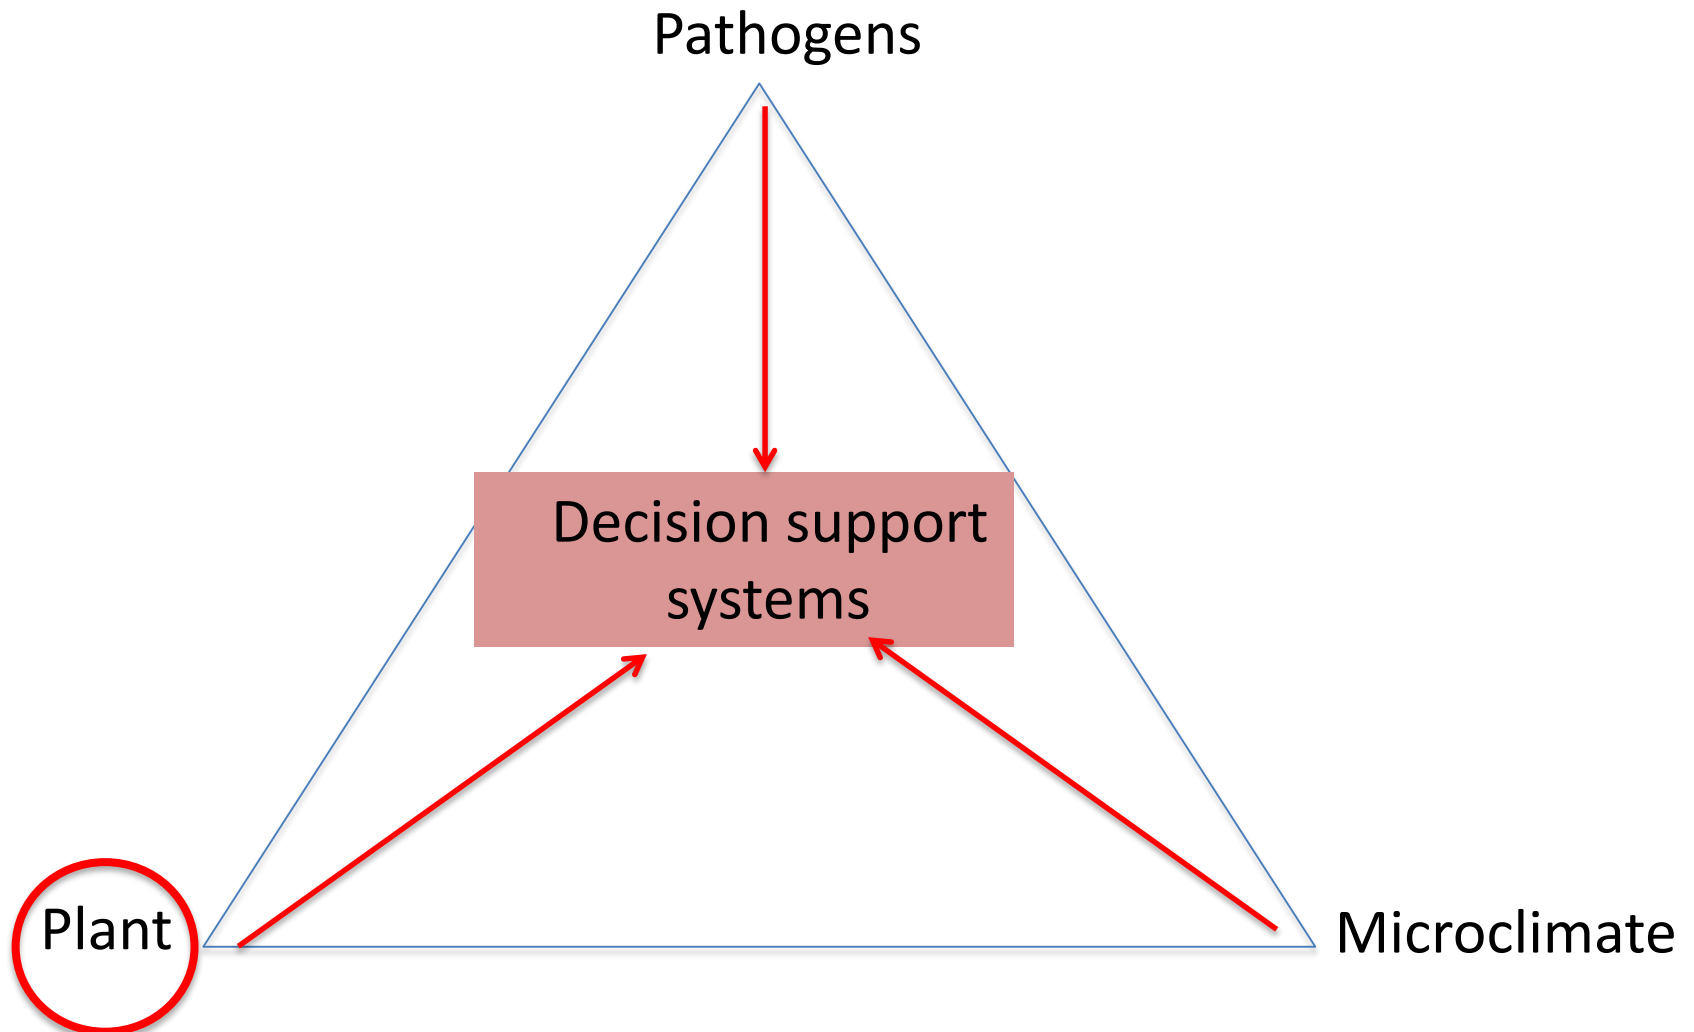 Pathogens
Decision support
systems
Plant
Microclimate